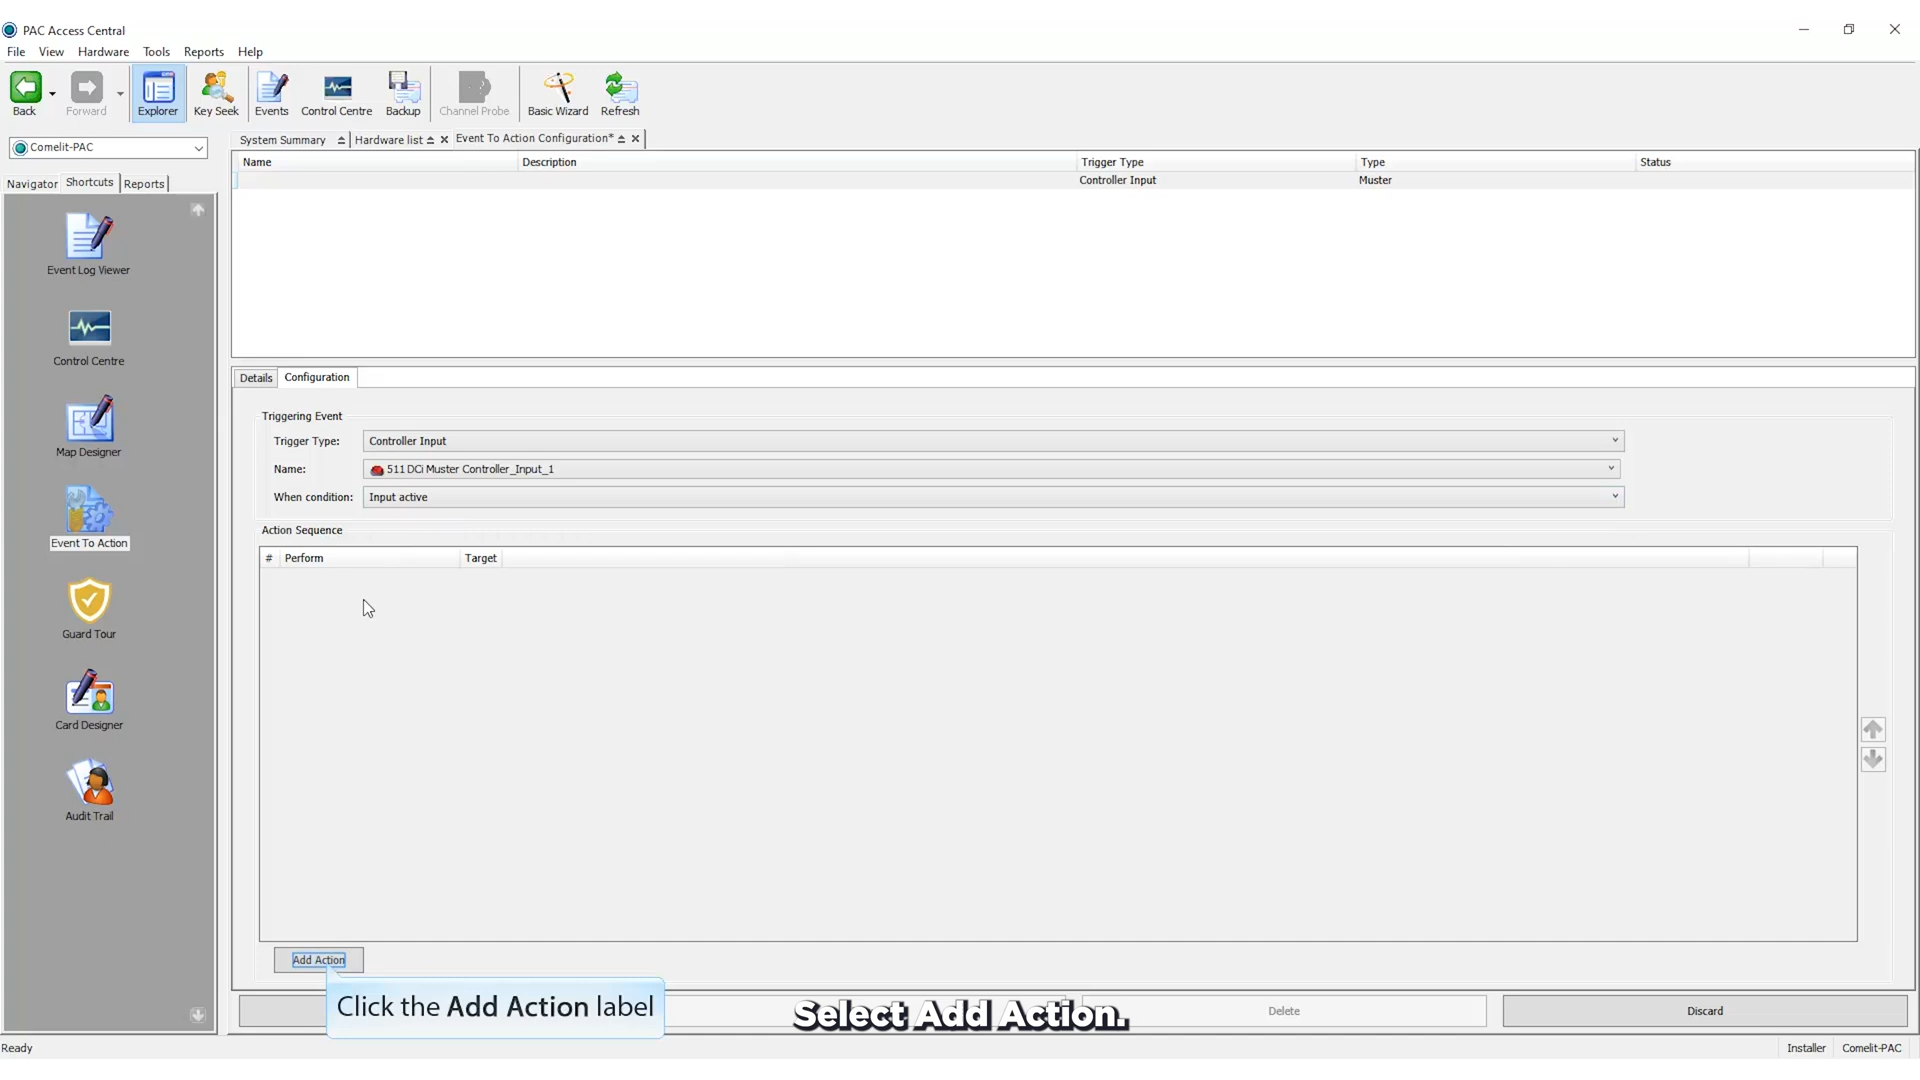 PAC Access Central
File View Hardware Tools Reports Help
Back Forward Explorer Key Seek Events Control Centre Backup Channel Probe Basic Wizard Refresh
Comelit-PAC
System Summary Hardware list Event To Action Configuration*
Navigator Shortcuts Reports
Name Description Trigger Type Type Status
Controller Input Muster
Event Log Viewer
Control Centre
Map Designer
Event To Action
Guard Tour
Card Designer
Audit Trail
Details Configuration
Triggering Event
Trigger Type: Controller Input
Name: 511 DCi Muster Controller_Input_1
When condition: Input active
Action Sequence
# Perform Target
Add Action
Click the Add Action label
Select Add Action.
Delete
Discard
Ready
Installer Comelit-PAC